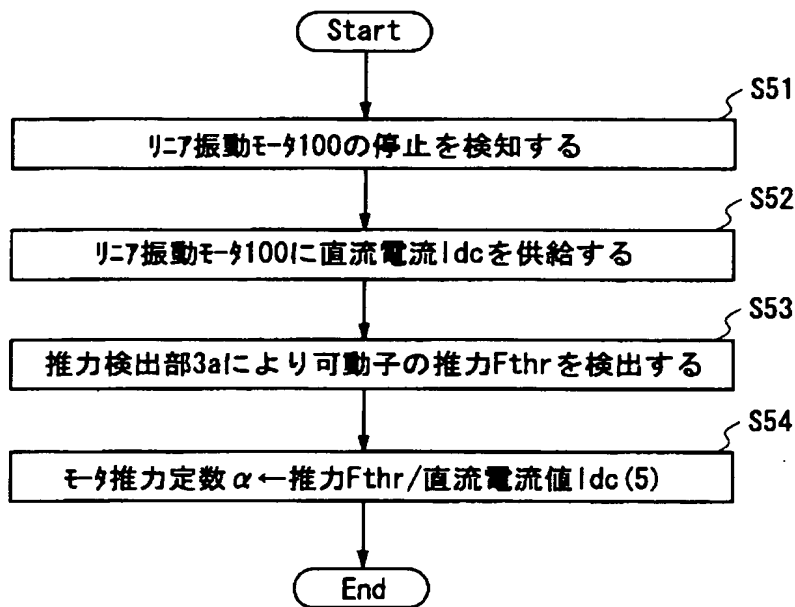 Start
S51
リニア振動モータ100の停止を検知する
S52
リニア振動モータ100に直流電流Idcを供給する
S53
推力検出部3aにより可動子の推力Fthrを検出する
S54
モータ推力定数α←推力Fthr/直流電流値Idc(5)
End